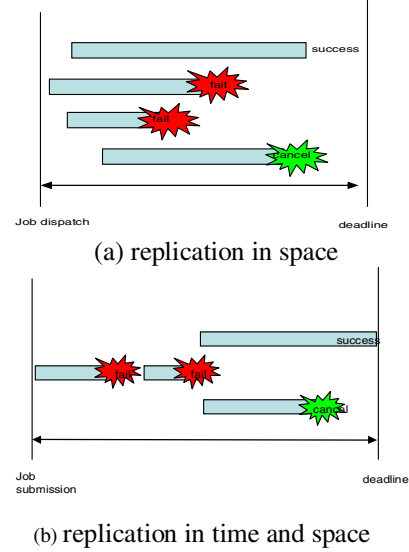 success
fail
fail
cancel
Job dispatch
deadline
(a) replication in space
success
fail
fail
cancel
Job
submission
deadline
(b) replication in time and space